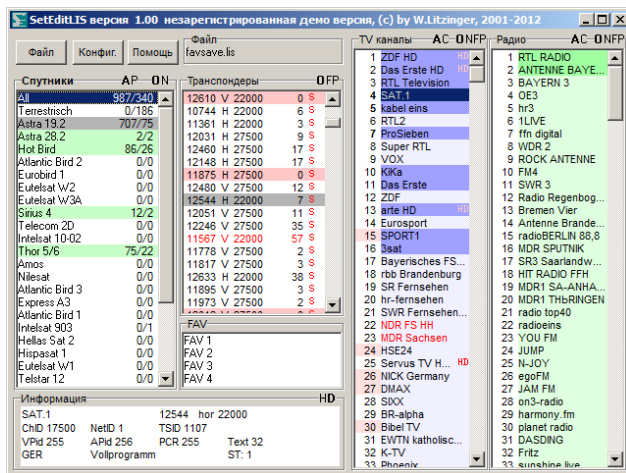 SetEditLIS версия 1.00 незарегистрированная демо версия, (c) by W.Litzinger, 2001-2012
Файл Конфиг. Помощь
Файл
favsave.lis
Спутники AP ON
All 987/340
Terrestrisch 0/186
Astra 19.2 707/75
Astra 28.2 2/2
Hot Bird 86/26
Atlantic Bird 2 0/0
Eurobird 1 0/0
Eutelsat W2 0/0
Eutelsat W3A 0/0
Sirius 4 12/2
Telecom 2D 0/0
Intelsat 10-02 0/0
Thor 5/6 75/22
Amos 0/0
Nilesat 0/0
Atlantic Bird 3 0/0
Express A3 0/0
Atlantic Bird 1 0/0
Intelsat 903 0/1
Hellas Sat 2 0/0
Hispasat 1 0/0
Eutelsat W1 0/0
Telstar 12 0/0
Транспондеры OFP
12610 V 22000 0 S
10744 H 22000 6 S
11361 H 22000 3 S
12031 H 27500 9 S
12460 H 27500 17 S
12148 H 27500 17 S
11875 H 27500 0 S
12480 V 27500 12 S
12544 H 22000 7 S
12051 V 27500 11 S
12246 V 27500 35 S
11567 V 22000 57 S
11778 V 27500 2 S
11817 V 27500 3 S
12633 H 22000 38 S
11895 V 27500 3 S
11973 V 27500 2 S
FAV
FAV 1
FAV 2
FAV 3
FAV 4
TV каналы AC ONFP
1 ZDF HD HD
2 Das Erste HD HD
3 RTL Television
4 SAT.1
5 kabel eins
6 RTL2
7 ProSieben
8 Super RTL
9 VOX
10 KiKa
11 Das Erste
12 ZDF
13 arte HD HD
14 Eurosport
15 SPORT1
16 3sat
17 Bayerisches FS...
18 rbb Brandenburg
19 SR Fernsehen
20 hr-fernsehen
21 SWR Fernsehen...
22 NDR FS HH
23 MDR Sachsen
24 HSE24
25 Servus TV H... HD
26 NICK Germany
27 DMAX
28 SIXX
29 BR-alpha
30 Bibel TV
31 EWTN katholisc...
32 K-TV
33 Phoenix
Радио AC ONFP
1 RTL RADIO
2 ANTENNE BAYE...
3 BAYERN 3
4 OE3
5 hr3
6 1LIVE
7 ffn digital
8 WDR 2
9 ROCK ANTENNE
10 FM4
11 SWR 3
12 Radio Regenbog...
13 Bremen Vier
14 Antenne Brande...
15 radioBERLIN 88,8
16 MDR SPUTNIK
17 SR3 Saarlandw...
18 HIT RADIO FFH
19 MDR1 SA-ANHA...
20 MDR1 THЬRINGEN
21 radio top40
22 radioeins
23 YOU FM
24 JUMP
25 N-JOY
26 egoFM
27 JAM FM
28 on3-radio
29 harmony.fm
30 planet radio
31 DASDING
32 Fritz
33 sunshine live
Информация HD
SAT.1 12544 hor 22000
ChID 17500 NetID 1 TSID 1107
VPid 255 APid 256 PCR 255 Text 32
GER Vollprogramm ST: 1